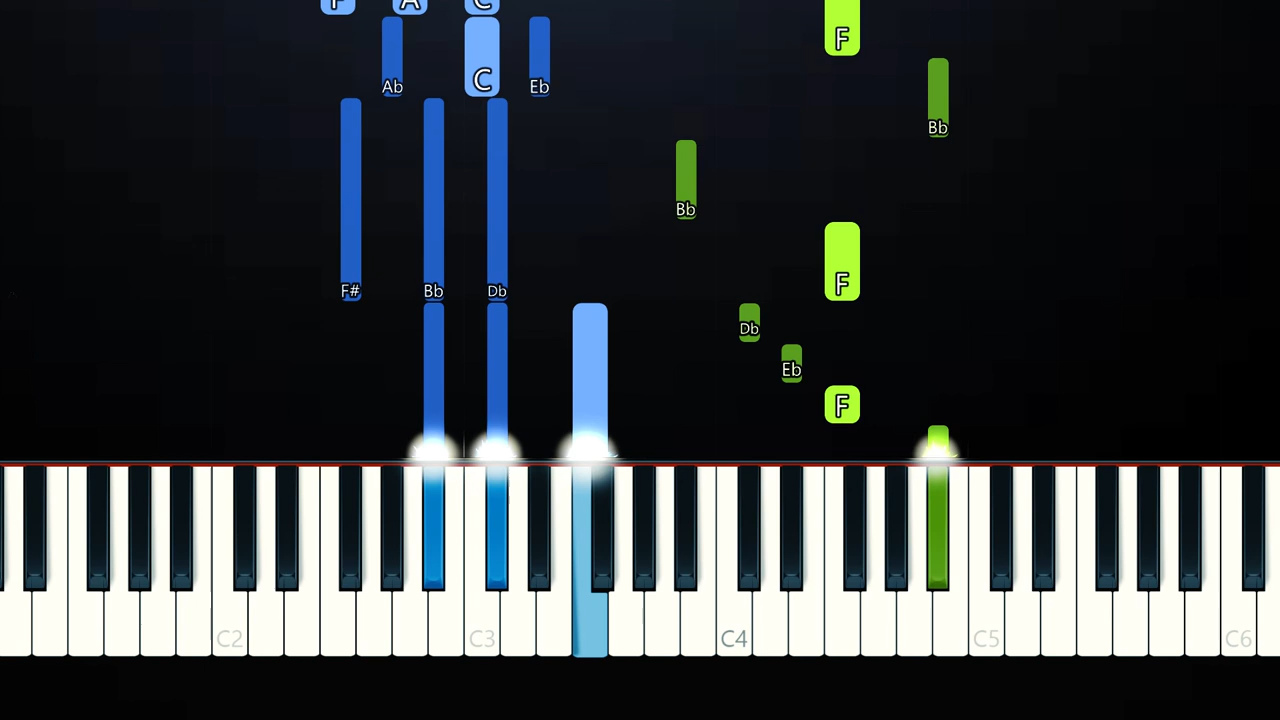 F A C
F
Ab C Eb
Bb
Bb
F# Bb Db F
Db
Eb
F
C2 C3 C4 C5 C6